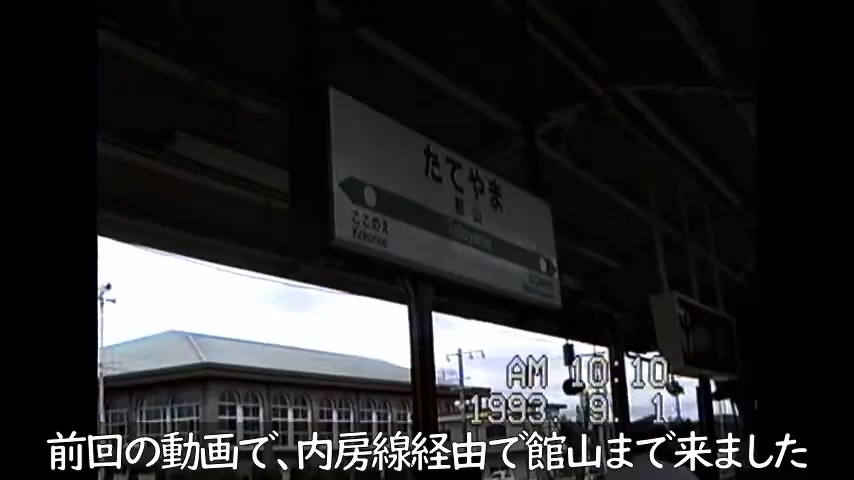 たてやま
館山
ここのえ
Kokonoe
AM 10:10
1993. 9. 1
前回の動画で、内房線経由で館山まで来ました